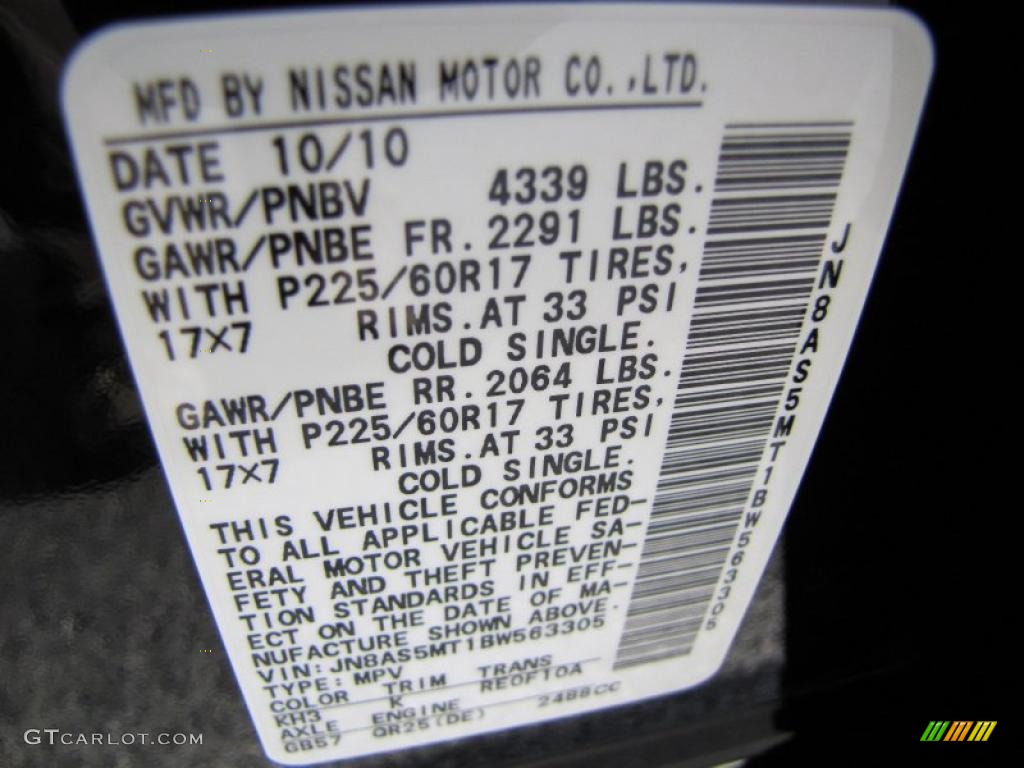 MFD BY NISSAN MOTOR CO.,LTD.
DATE 10/10
GVWR/PNBV 4339 LBS.
GAWR/PNBE FR. 2291 LBS.
WITH P225/60R17 TIRES,
17X7 RIMS.AT 33 PSI
COLD SINGLE.
GAWR/PNBE RR. 2064 LBS.
WITH P225/60R17 TIRES,
17X7 RIMS.AT 33 PSI
COLD SINGLE.
THIS VEHICLE CONFORMS
TO ALL APPLICABLE FED-
ERAL MOTOR VEHICLE SA-
FETY AND THEFT PREVEN-
TION STANDARDS IN EFF-
ECT ON THE DATE OF MA-
NUFACTURE SHOWN ABOVE.
VIN: JN8AS5MT1BW563305
TYPE: MPV
COLOR TRIM TRANS
KH3 K RE0F10A
AXLE ENGINE
GB57 QR25(DE) 2488CC
JN8AS5MT1BW563305
GTCARLOT.COM